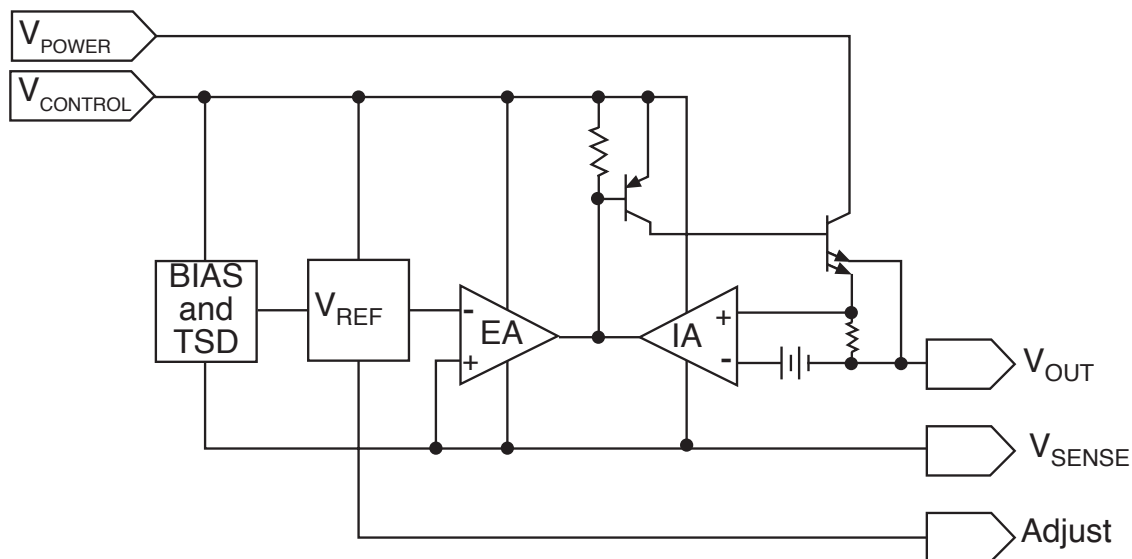 VPOWER
VCONTROL
BIAS
and
TSD
VREF
-
EA
+
IA
+
-
VOUT
VSENSE
Adjust